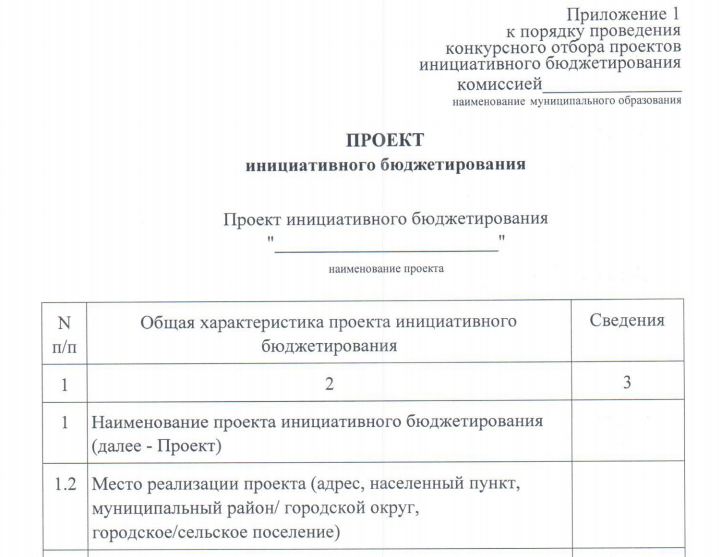 Приложение 1
к порядку проведения
конкурсного отбора проектов
инициативного бюджетирования
комиссией________________
наименование муниципального образования
ПРОЕКТ
инициативного бюджетирования
Проект инициативного бюджетирования
"________________________"
наименование проекта
N п/п
Общая характеристика проекта инициативного
бюджетирования
Сведения
1
2
3
1
Наименование проекта инициативного бюджетирования
(далее - Проект)
1.2
Место реализации проекта (адрес, населенный пункт,
муниципальный район/ городской округ,
городское/сельское поселение)